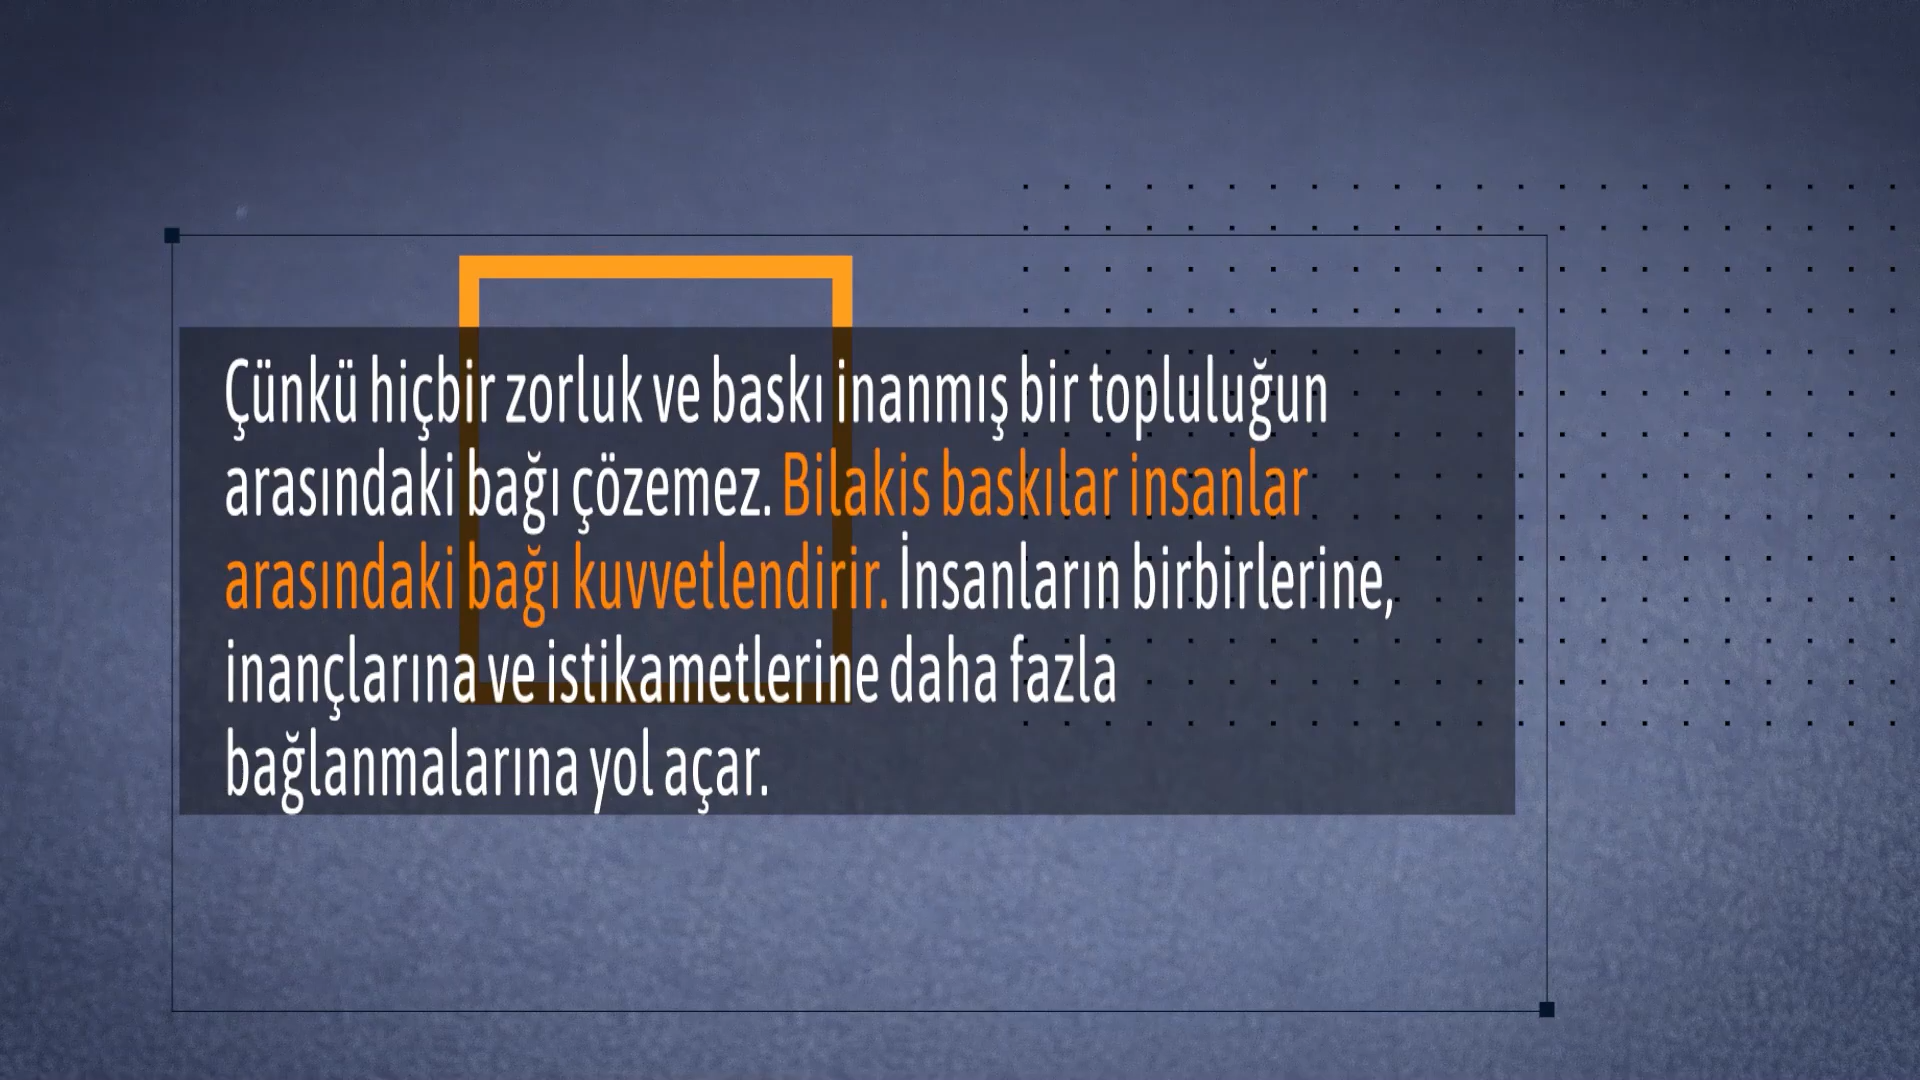 Çünkü hiçbir zorluk ve baskı inanmış bir topluluğun
arasındaki bağı çözemez. Bilakis baskılar insanlar
arasındaki bağı kuvvetlendirir. İnsanların birbirlerine,
inançlarına ve istikametlerine daha fazla
bağlanmalarına yol açar.